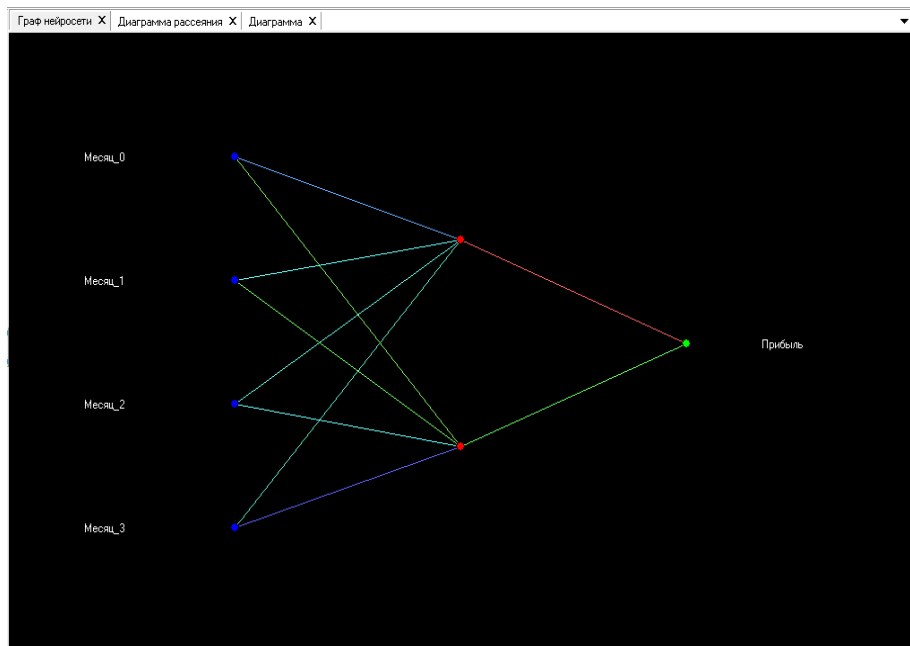 Граф нейросети X Диаграмма рассеяния X Диаграмма X
Месяц_0
Месяц_1
Прибыль
Месяц_2
Месяц_3